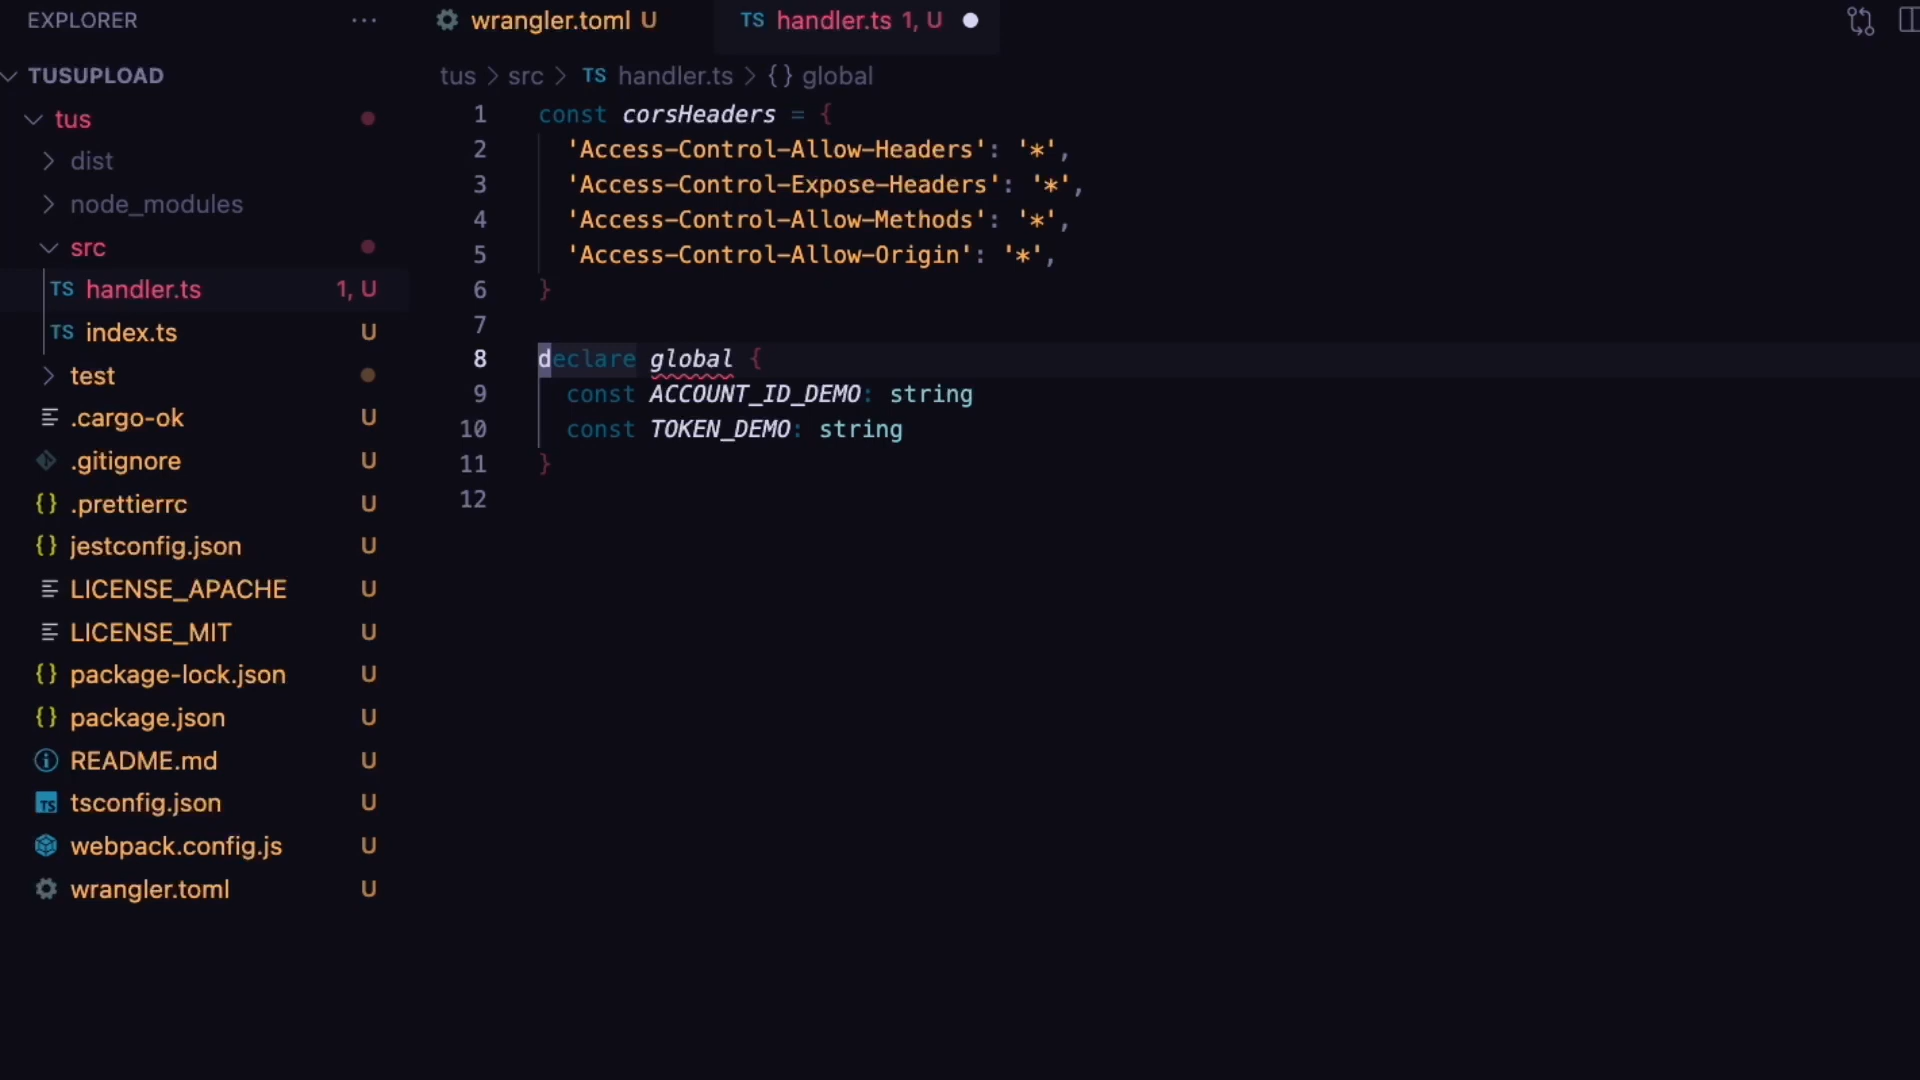 EXPLORER ...
TUSUPLOAD
tus
dist
node_modules
src
TS handler.ts 1, U
TS index.ts U
test
.cargo-ok U
.gitignore U
{} .prettierrc U
{} jestconfig.json U
LICENSE_APACHE U
LICENSE_MIT U
{} package-lock.json U
{} package.json U
README.md U
TS tsconfig.json U
webpack.config.js U
wrangler.toml U
wrangler.toml U
TS handler.ts 1, U
tus > src > TS handler.ts > {} global
1 const corsHeaders = {
2 'Access-Control-Allow-Headers': '*',
3 'Access-Control-Expose-Headers': '*',
4 'Access-Control-Allow-Methods': '*',
5 'Access-Control-Allow-Origin': '*',
6 }
7
8 declare global {
9 const ACCOUNT_ID_DEMO: string
10 const TOKEN_DEMO: string
11 }
12